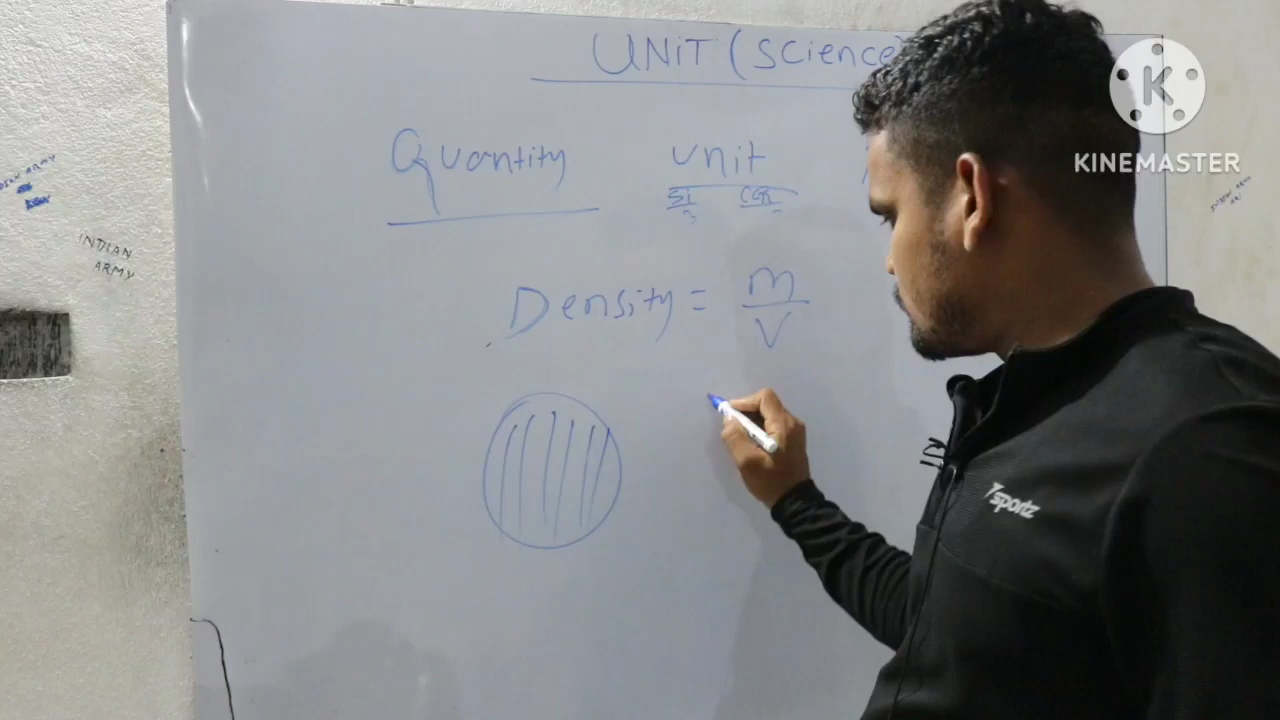 UNiT (Science
Quantity unit
SI CGS
Density = m
V
INDIAN
ARMY
K
KINEMASTER
sportz